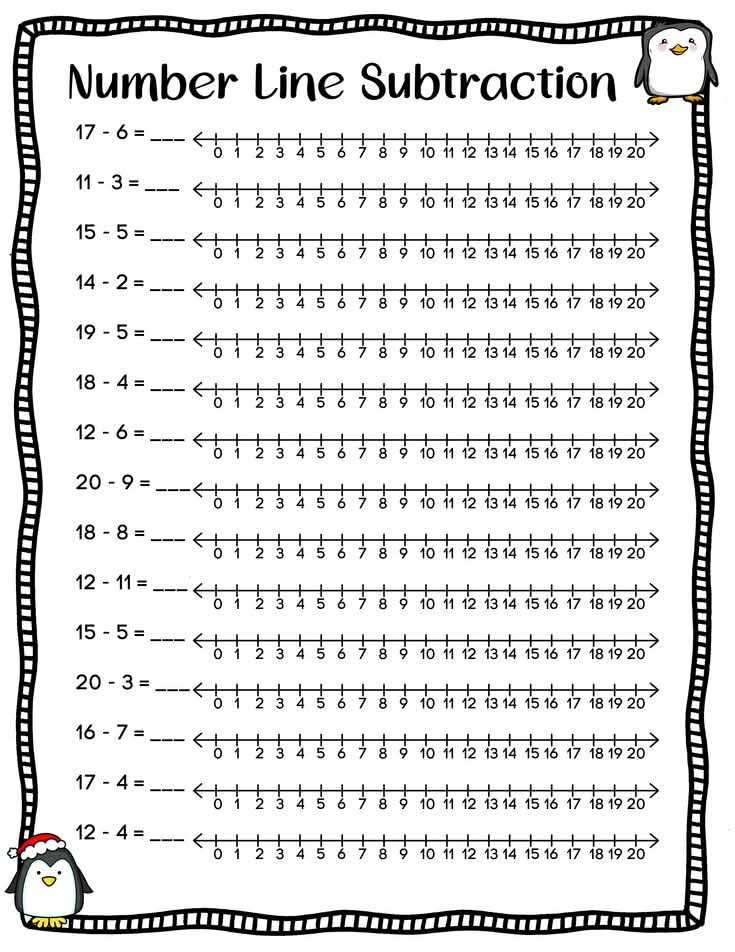 Number Line Subtraction
17 - 6 = ___ 0 1 2 3 4 5 6 7 8 9 10 11 12 13 14 15 16 17 18 19 20
11 - 3 = ___ 0 1 2 3 4 5 6 7 8 9 10 11 12 13 14 15 16 17 18 19 20
15 - 5 = ___ 0 1 2 3 4 5 6 7 8 9 10 11 12 13 14 15 16 17 18 19 20
14 - 2 = ___ 0 1 2 3 4 5 6 7 8 9 10 11 12 13 14 15 16 17 18 19 20
19 - 5 = ___ 0 1 2 3 4 5 6 7 8 9 10 11 12 13 14 15 16 17 18 19 20
18 - 4 = ___ 0 1 2 3 4 5 6 7 8 9 10 11 12 13 14 15 16 17 18 19 20
12 - 6 = ___ 0 1 2 3 4 5 6 7 8 9 10 11 12 13 14 15 16 17 18 19 20
20 - 9 = ___ 0 1 2 3 4 5 6 7 8 9 10 11 12 13 14 15 16 17 18 19 20
18 - 8 = ___ 0 1 2 3 4 5 6 7 8 9 10 11 12 13 14 15 16 17 18 19 20
12 - 11 = ___ 0 1 2 3 4 5 6 7 8 9 10 11 12 13 14 15 16 17 18 19 20
15 - 5 = ___ 0 1 2 3 4 5 6 7 8 9 10 11 12 13 14 15 16 17 18 19 20
20 - 3 = ___ 0 1 2 3 4 5 6 7 8 9 10 11 12 13 14 15 16 17 18 19 20
16 - 7 = ___ 0 1 2 3 4 5 6 7 8 9 10 11 12 13 14 15 16 17 18 19 20
17 - 4 = ___ 0 1 2 3 4 5 6 7 8 9 10 11 12 13 14 15 16 17 18 19 20
12 - 4 = ___ 0 1 2 3 4 5 6 7 8 9 10 11 12 13 14 15 16 17 18 19 20